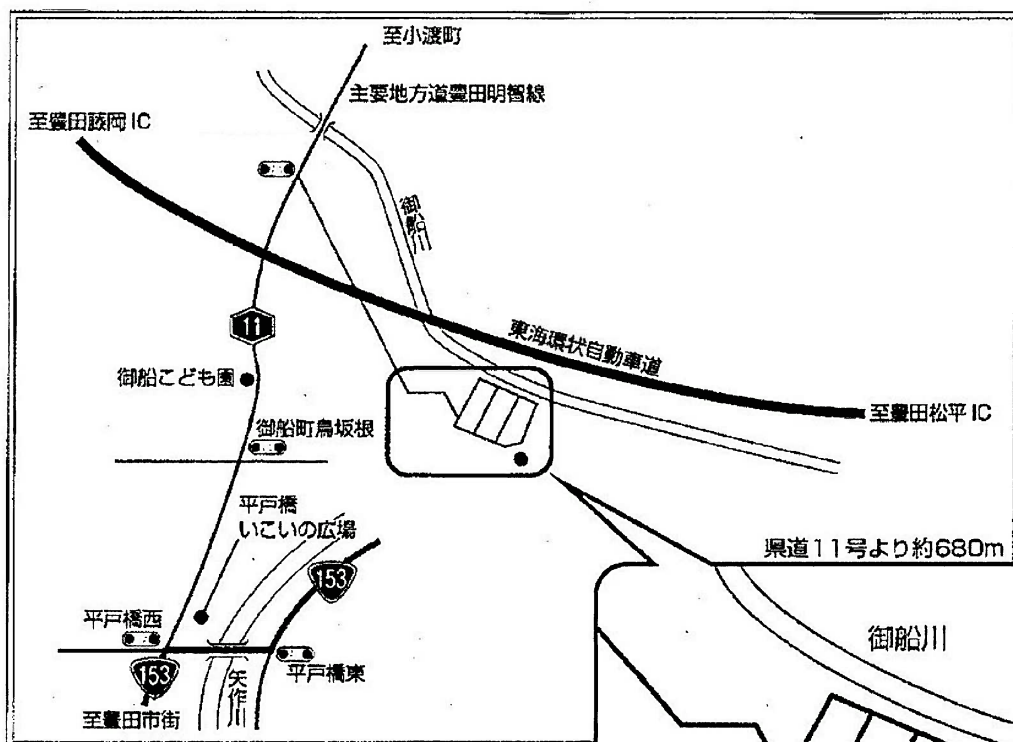 至小渡町
主要地方道豊田明智線
至豊田藤岡IC
御船川
11
東海環状自動車道
御船こども園
至豊田松平IC
御船町鳥坂根
平戸橋
いこいの広場
153
県道11号より約680m
平戸橋西
153
矢作川
平戸橋東
至豊田市街
御船川